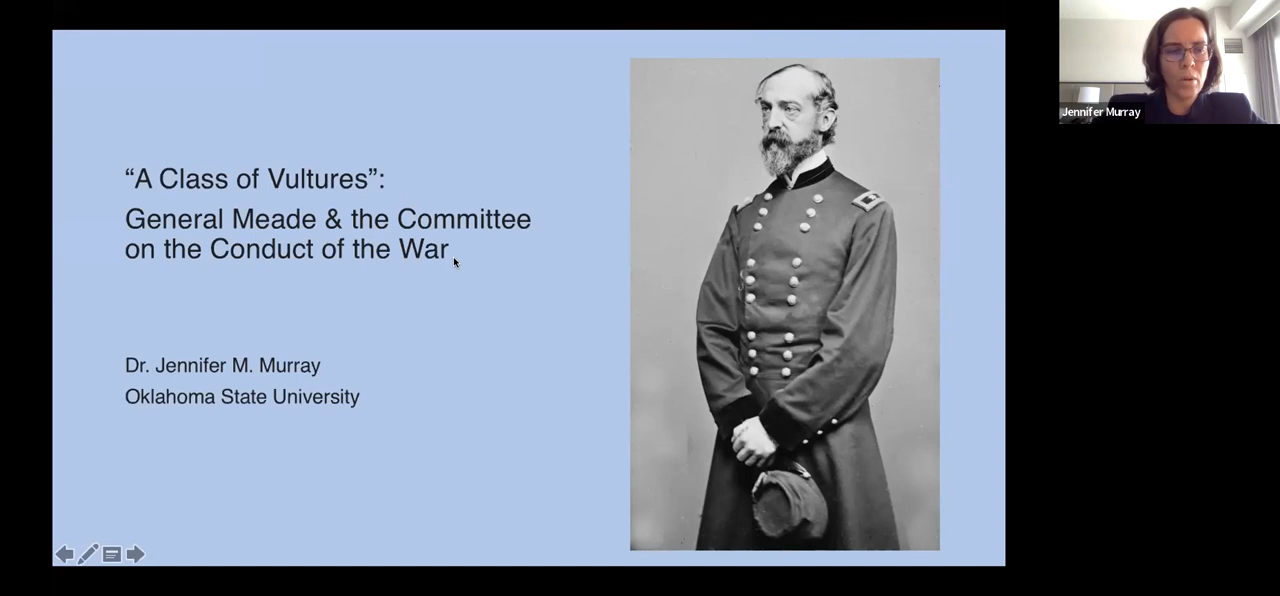 “A Class of Vultures”:
General Meade & the Committee
on the Conduct of the War
Dr. Jennifer M. Murray
Oklahoma State University
Jennifer Murray